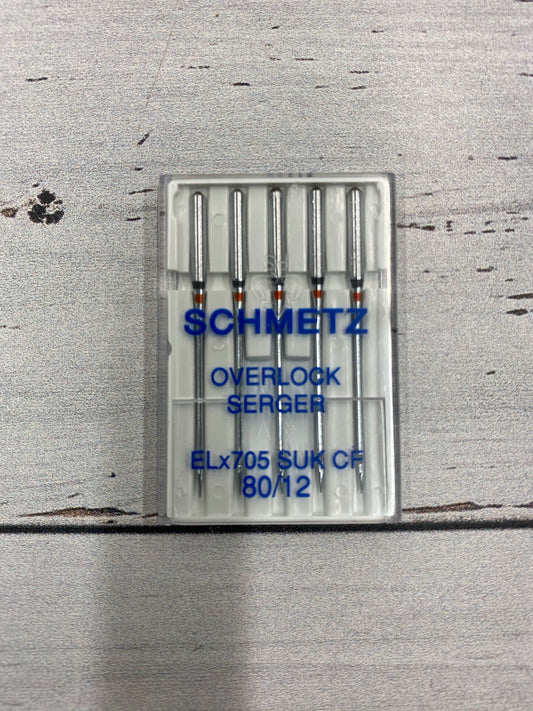 SCHMETZ
OVERLOCK
SERGER
ELx705 SUK CF
80/12